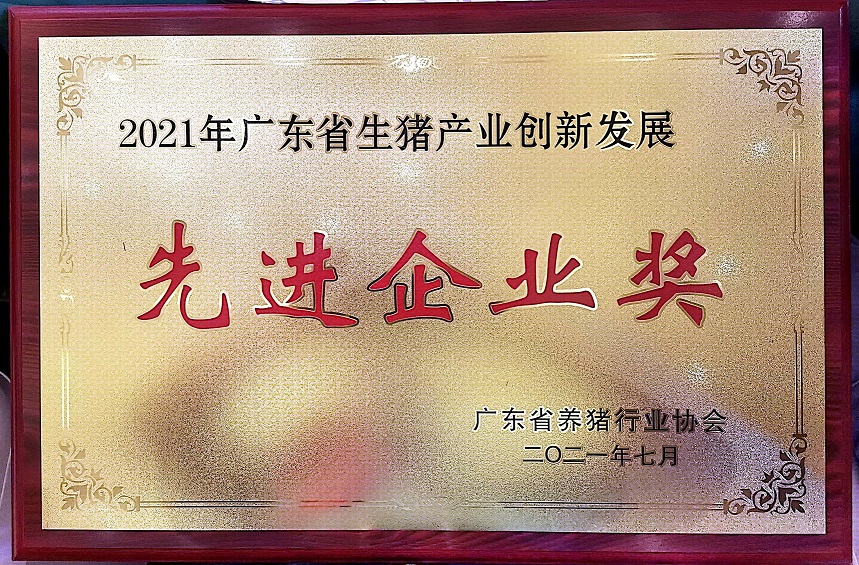 2021年广东省生猪产业创新发展
先进企业奖
广东省养猪行业协会
二〇二一年七月